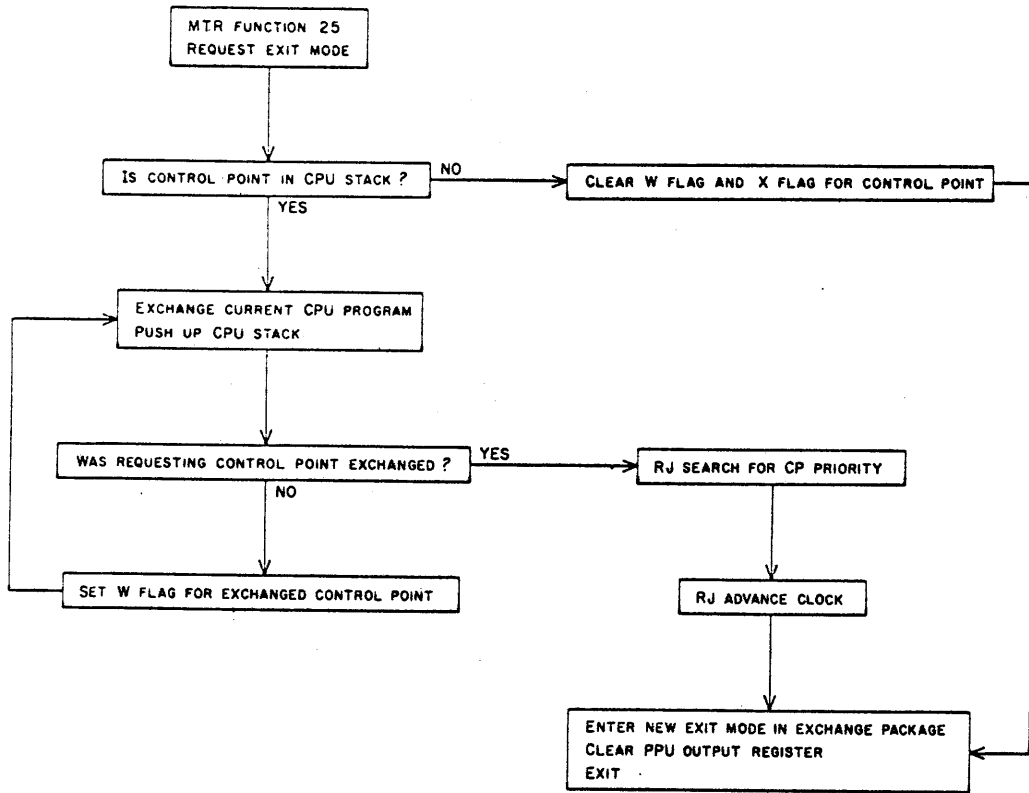 MTR FUNCTION 25
REQUEST EXIT MODE
IS CONTROL POINT IN CPU STACK ?
NO
CLEAR W FLAG AND X FLAG FOR CONTROL POINT
YES
EXCHANGE CURRENT CPU PROGRAM
PUSH UP CPU STACK
WAS REQUESTING CONTROL POINT EXCHANGED ?
YES
RJ SEARCH FOR CP PRIORITY
NO
SET W FLAG FOR EXCHANGED CONTROL POINT
RJ ADVANCE CLOCK
ENTER NEW EXIT MODE IN EXCHANGE PACKAGE
CLEAR PPU OUTPUT REGISTER
EXIT